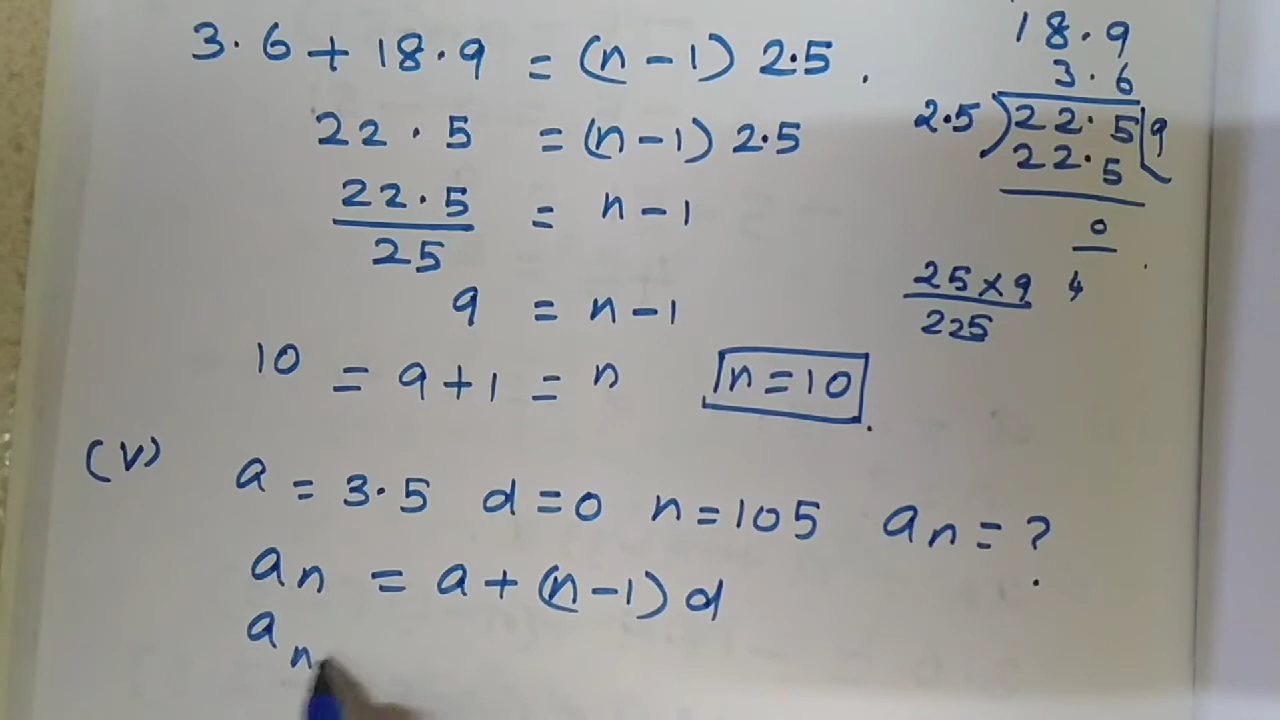 3.6 + 18.9 = (n-1) 2.5.
22.5 = (n-1) 2.5
22.5/25 = n-1
9 = n-1
10 = 9+1 = n n=10.
(V) a = 3.5 d=0 n=105 an = ?
an = a + (n-1) d
an
18.9
3.6
2.5) 22.5 (9
22.5
0
25×9
225